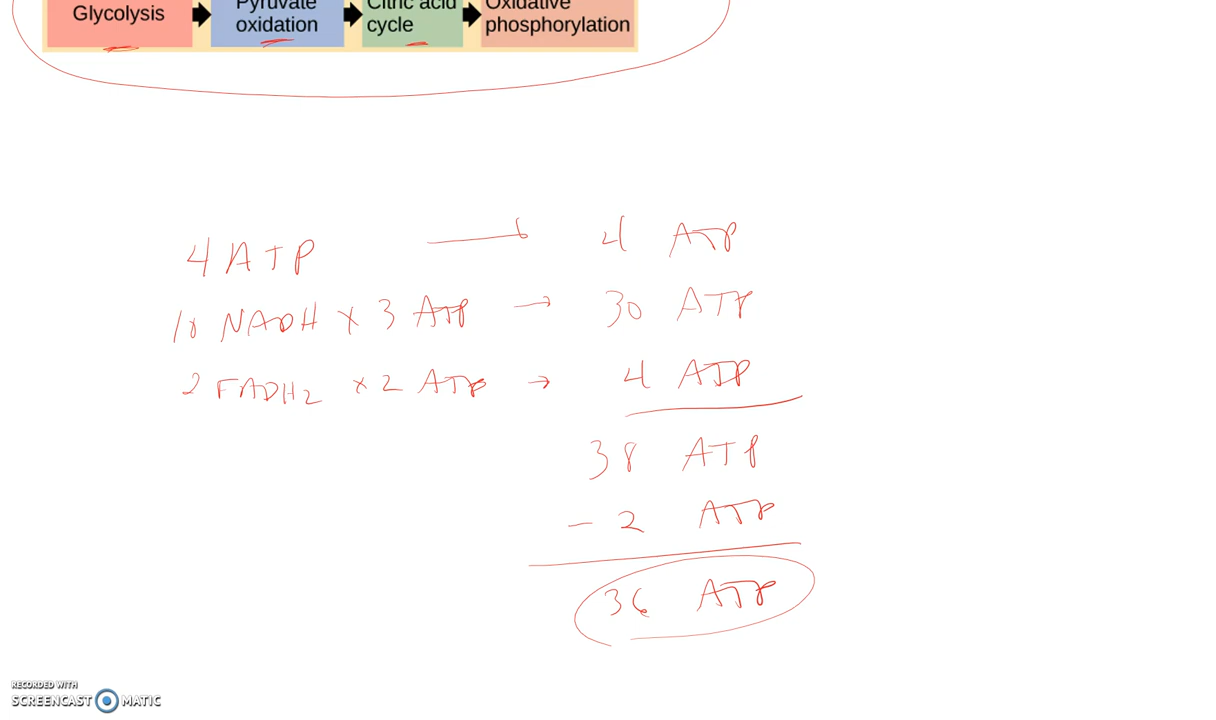 Glycolysis
Pyruvate
oxidation
Citric acid
cycle
Oxidative
phosphorylation
4 ATP → 4 ATP
10 NADH x 3 ATP → 30 ATP
2 FADH2 x 2 ATP → 4 ATP
38 ATP
- 2 ATP
36 ATP
RECORDED WITH
SCREENCAST MATIC